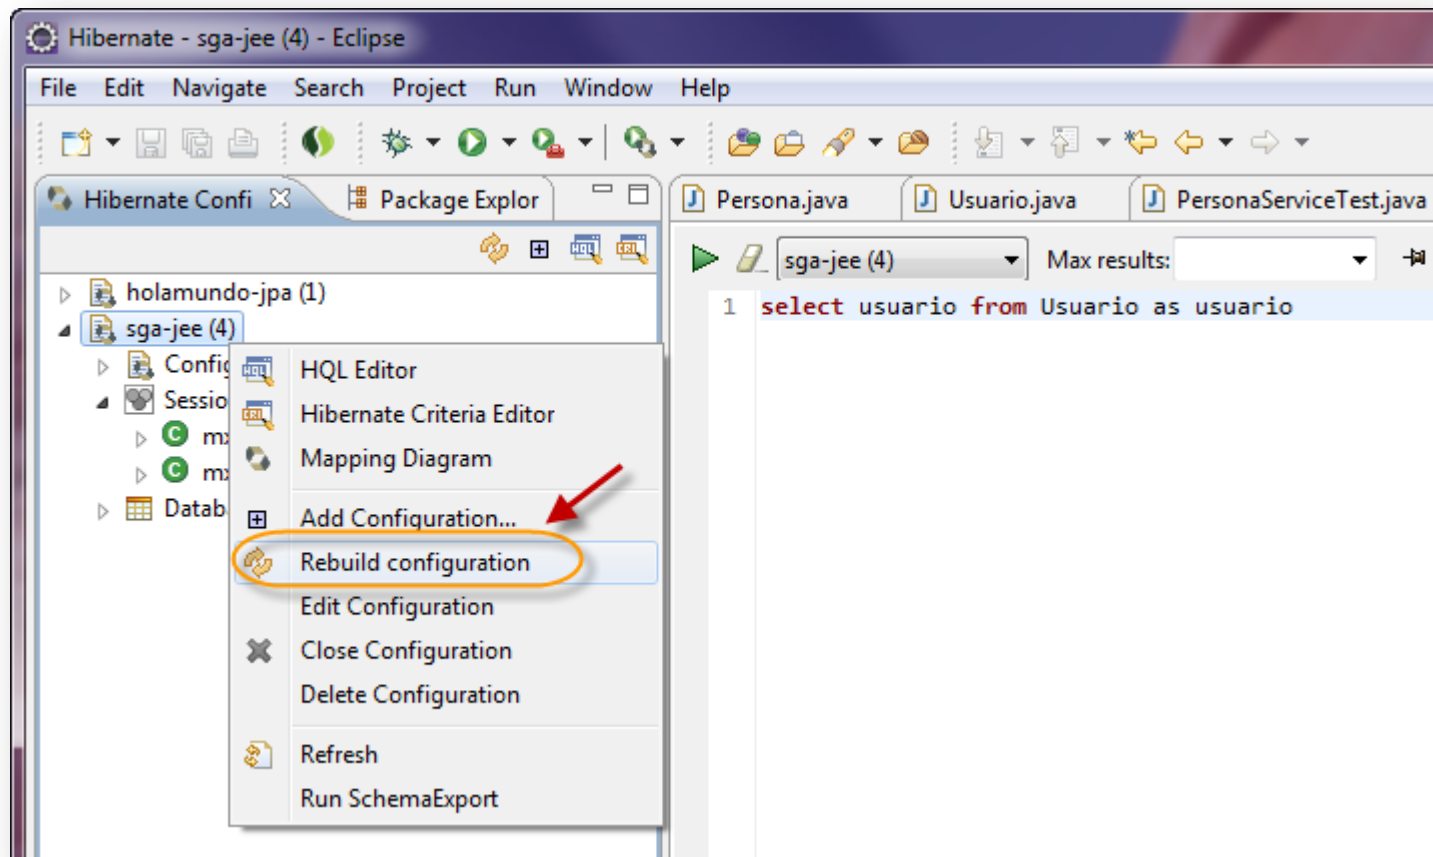 Hibernate - sga-jee (4) - Eclipse
File Edit Navigate Search Project Run Window Help
Hibernate Confi Package Explor
Persona.java Usuario.java PersonaServiceTest.java
sga-jee (4) Max results:
holamundo-jpa (1)
sga-jee (4)
Config
Sessio
Datab
1 select usuario from Usuario as usuario
HQL Editor
Hibernate Criteria Editor
Mapping Diagram
Add Configuration...
Rebuild configuration
Edit Configuration
Close Configuration
Delete Configuration
Refresh
Run SchemaExport